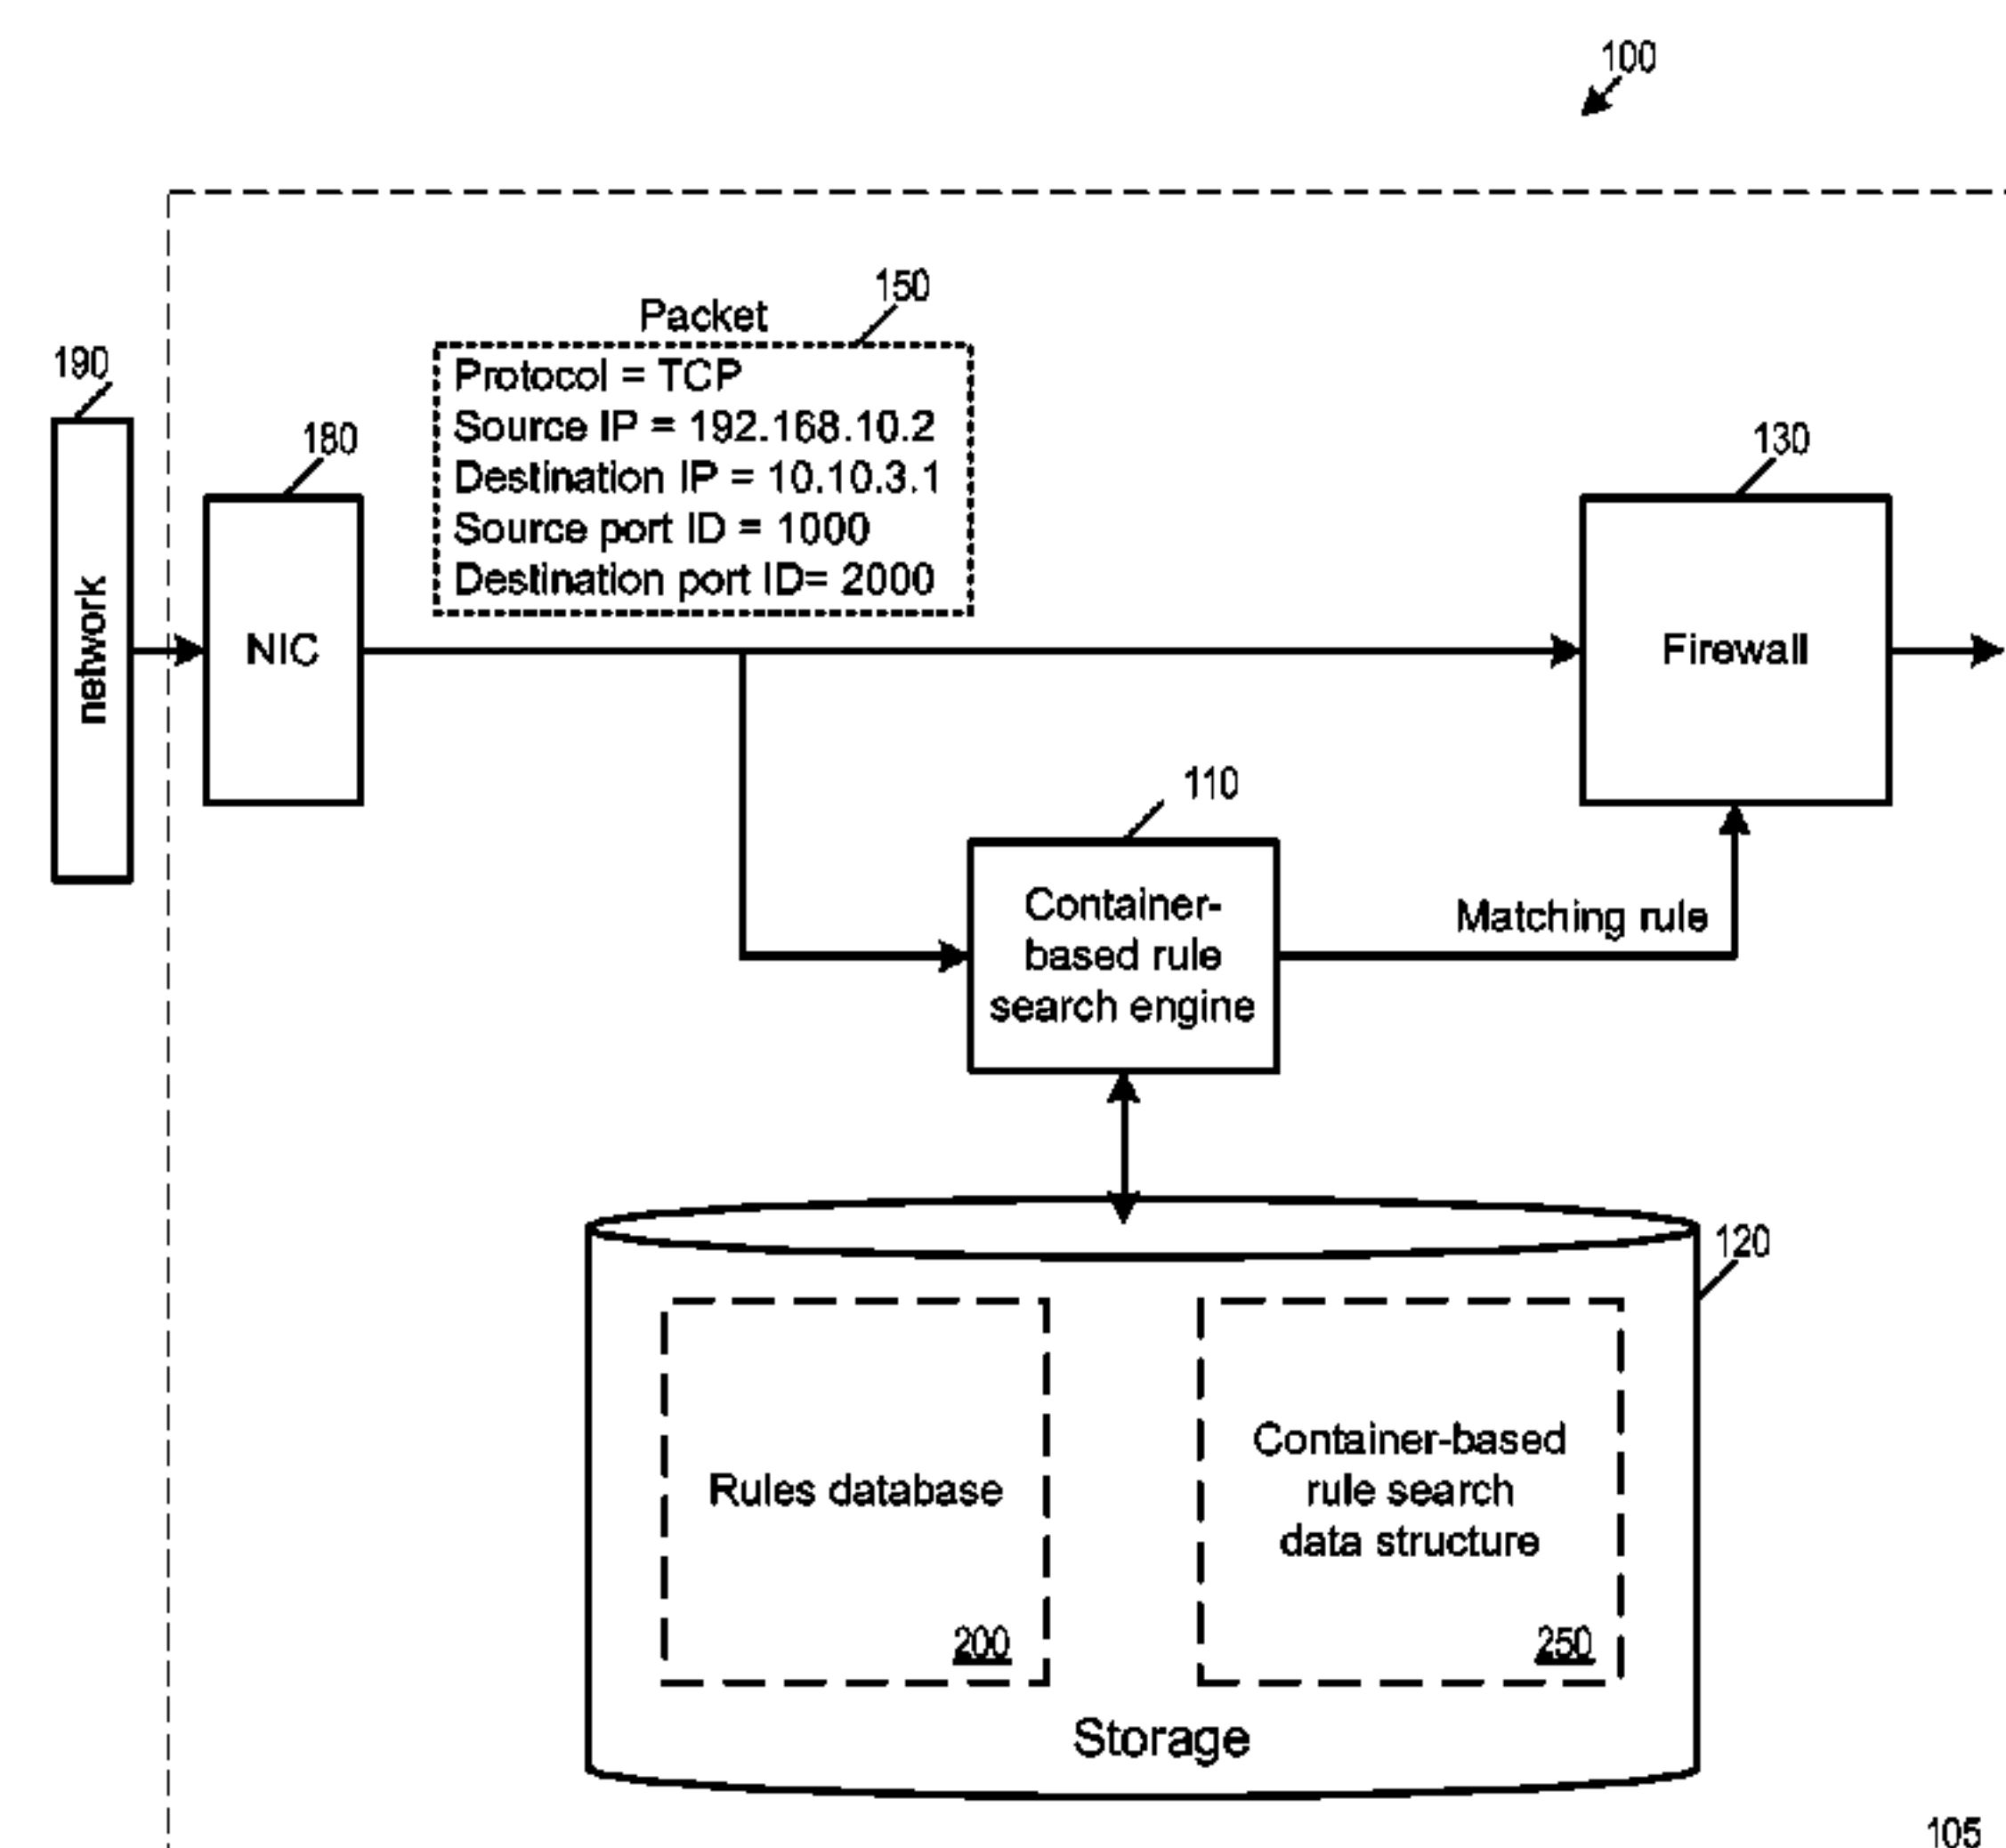 100
Packet
150
Protocol = TCP
Source IP = 192.168.10.2
Destination IP = 10.10.3.1
Source port ID = 1000
Destination port ID= 2000
190
network
180
NIC
130
Firewall
110
Container-
based rule
search engine
Matching rule
120
Rules database
200
Container-based
rule search
data structure
250
Storage
105